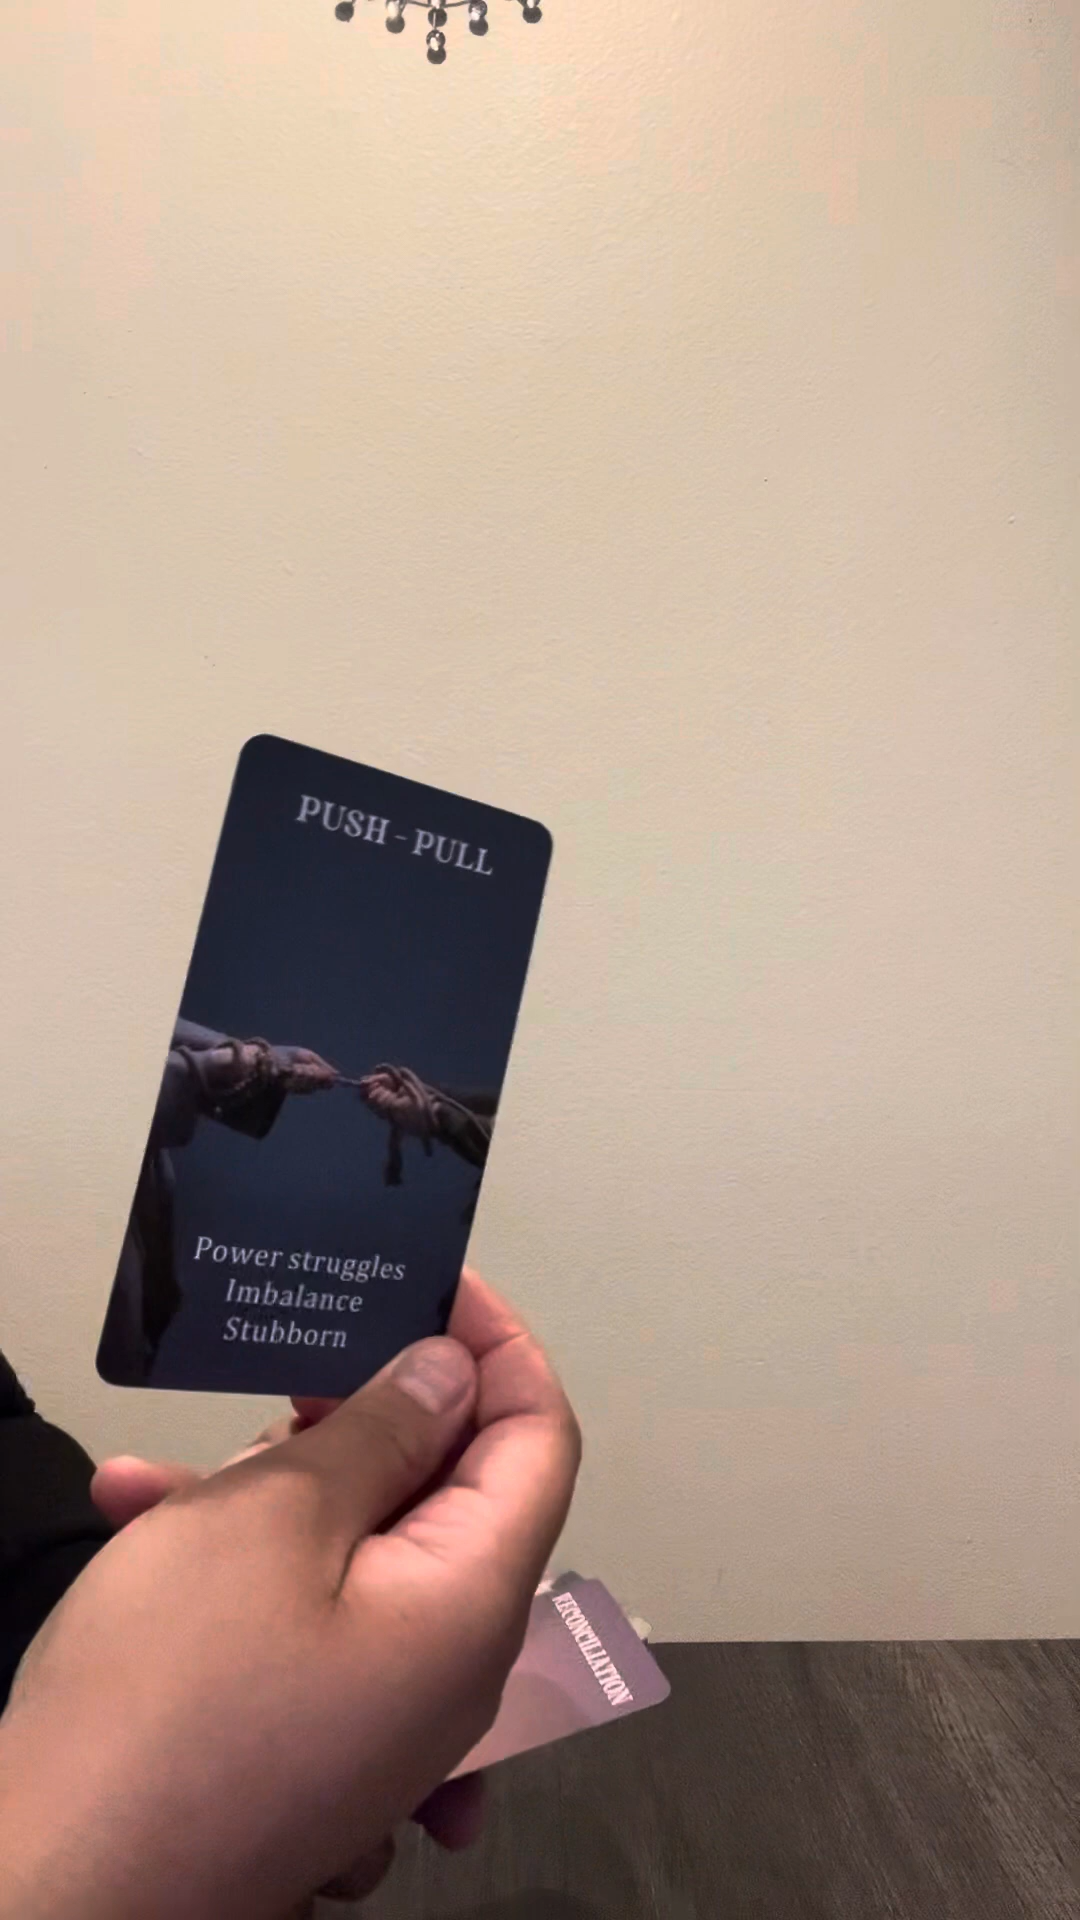 PUSH - PULL
Power struggles
Imbalance
Stubborn
RECONCILIATION